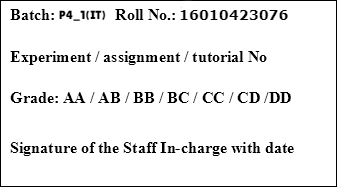 Batch: P4_1(IT) Roll No.: 16010423076
Experiment / assignment / tutorial No
Grade: AA / AB / BB / BC / CC / CD /DD
Signature of the Staff In-charge with date